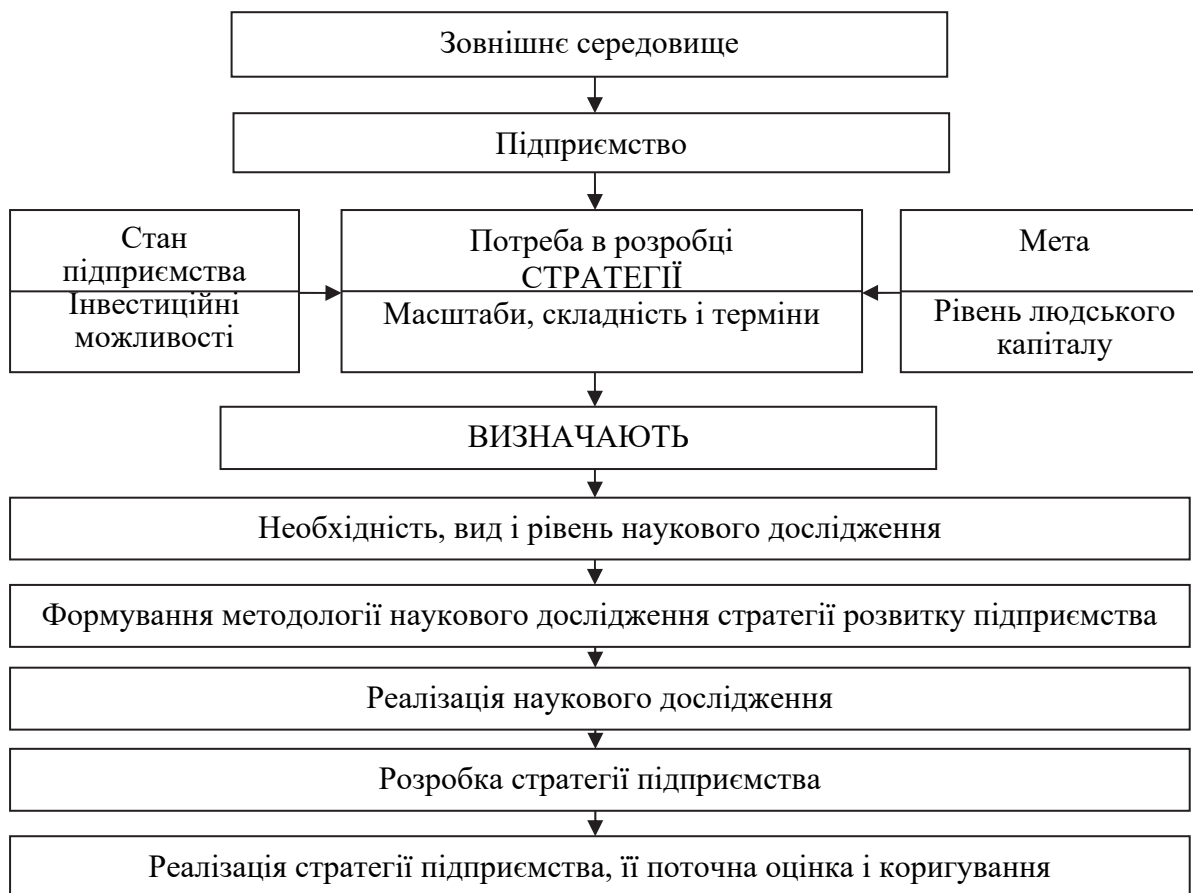 Зовнішнє середовище
Підприємство
Стан
підприємства
Інвестиційні
можливості
Потреба в розробці
СТРАТЕГІЇ
Масштаби, складність і терміни
Мета
Рівень людського
капіталу
ВИЗНАЧАЮТЬ
Необхідність, вид і рівень наукового дослідження
Формування методології наукового дослідження стратегії розвитку підприємства
Реалізація наукового дослідження
Розробка стратегії підприємства
Реалізація стратегії підприємства, її поточна оцінка і коригування